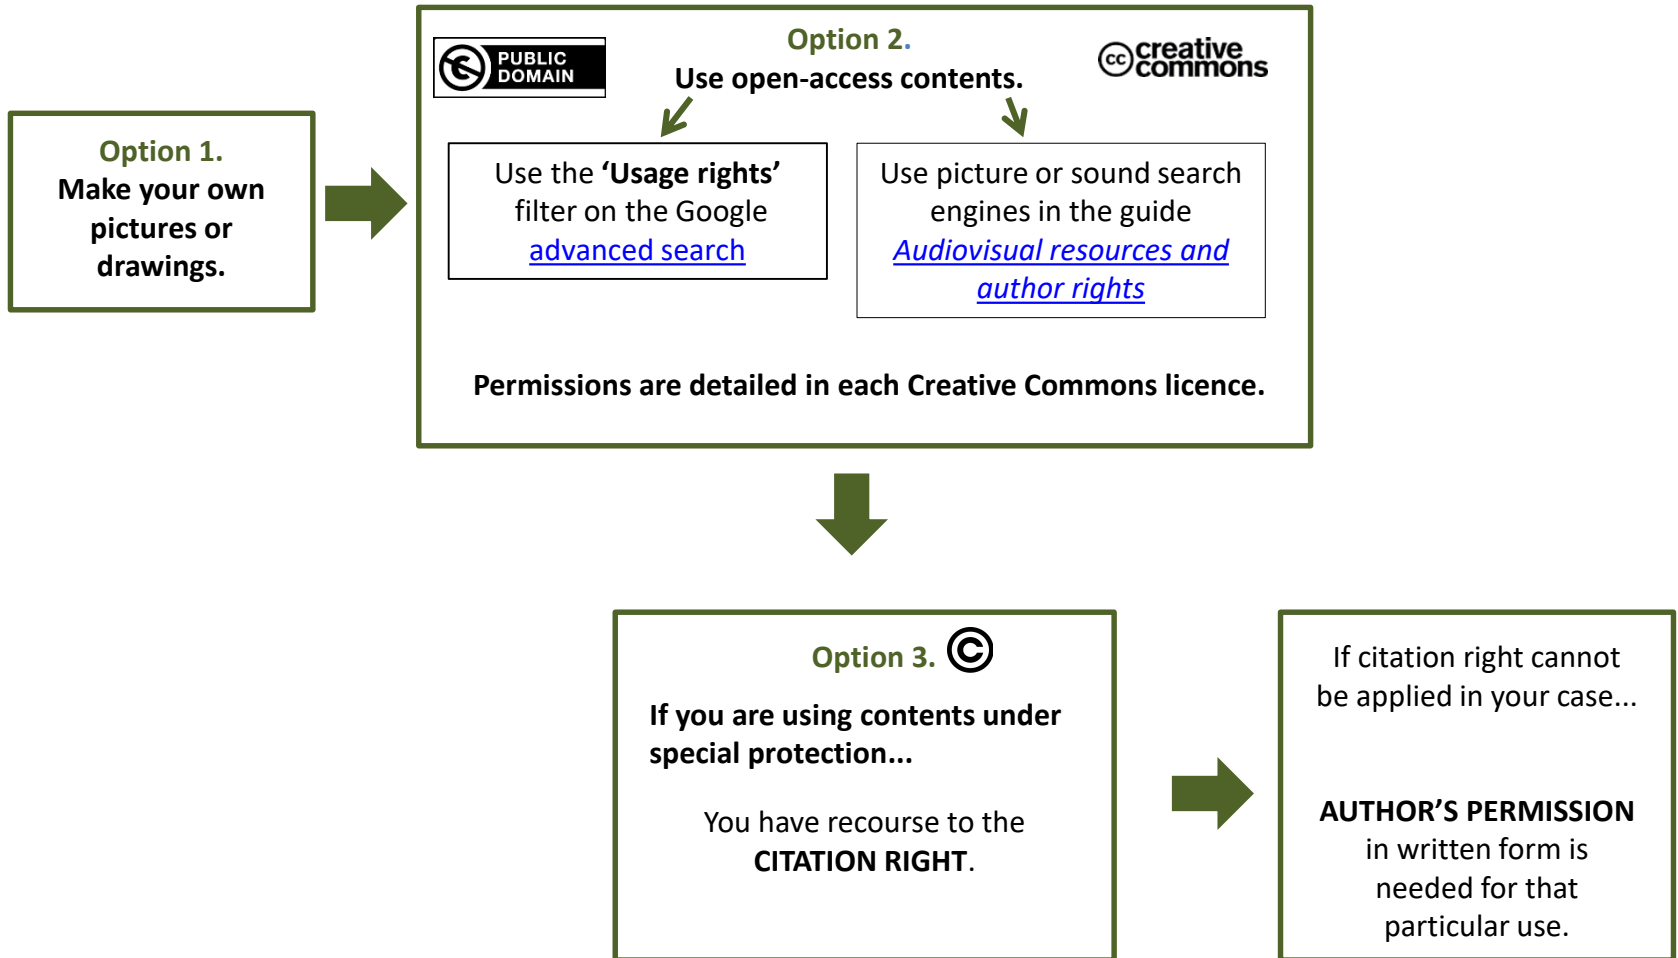 Option 1.
Make your own
pictures or
drawings.
PUBLIC
DOMAIN
Option 2.
Use open-access contents.
cc creative
commons
Use the ‘Usage rights’
filter on the Google
advanced search
Use picture or sound search
engines in the guide
Audiovisual resources and
author rights
Permissions are detailed in each Creative Commons licence.
Option 3. ©
If you are using contents under
special protection...
You have recourse to the
CITATION RIGHT.
If citation right cannot
be applied in your case...
AUTHOR’S PERMISSION
in written form is
needed for that
particular use.